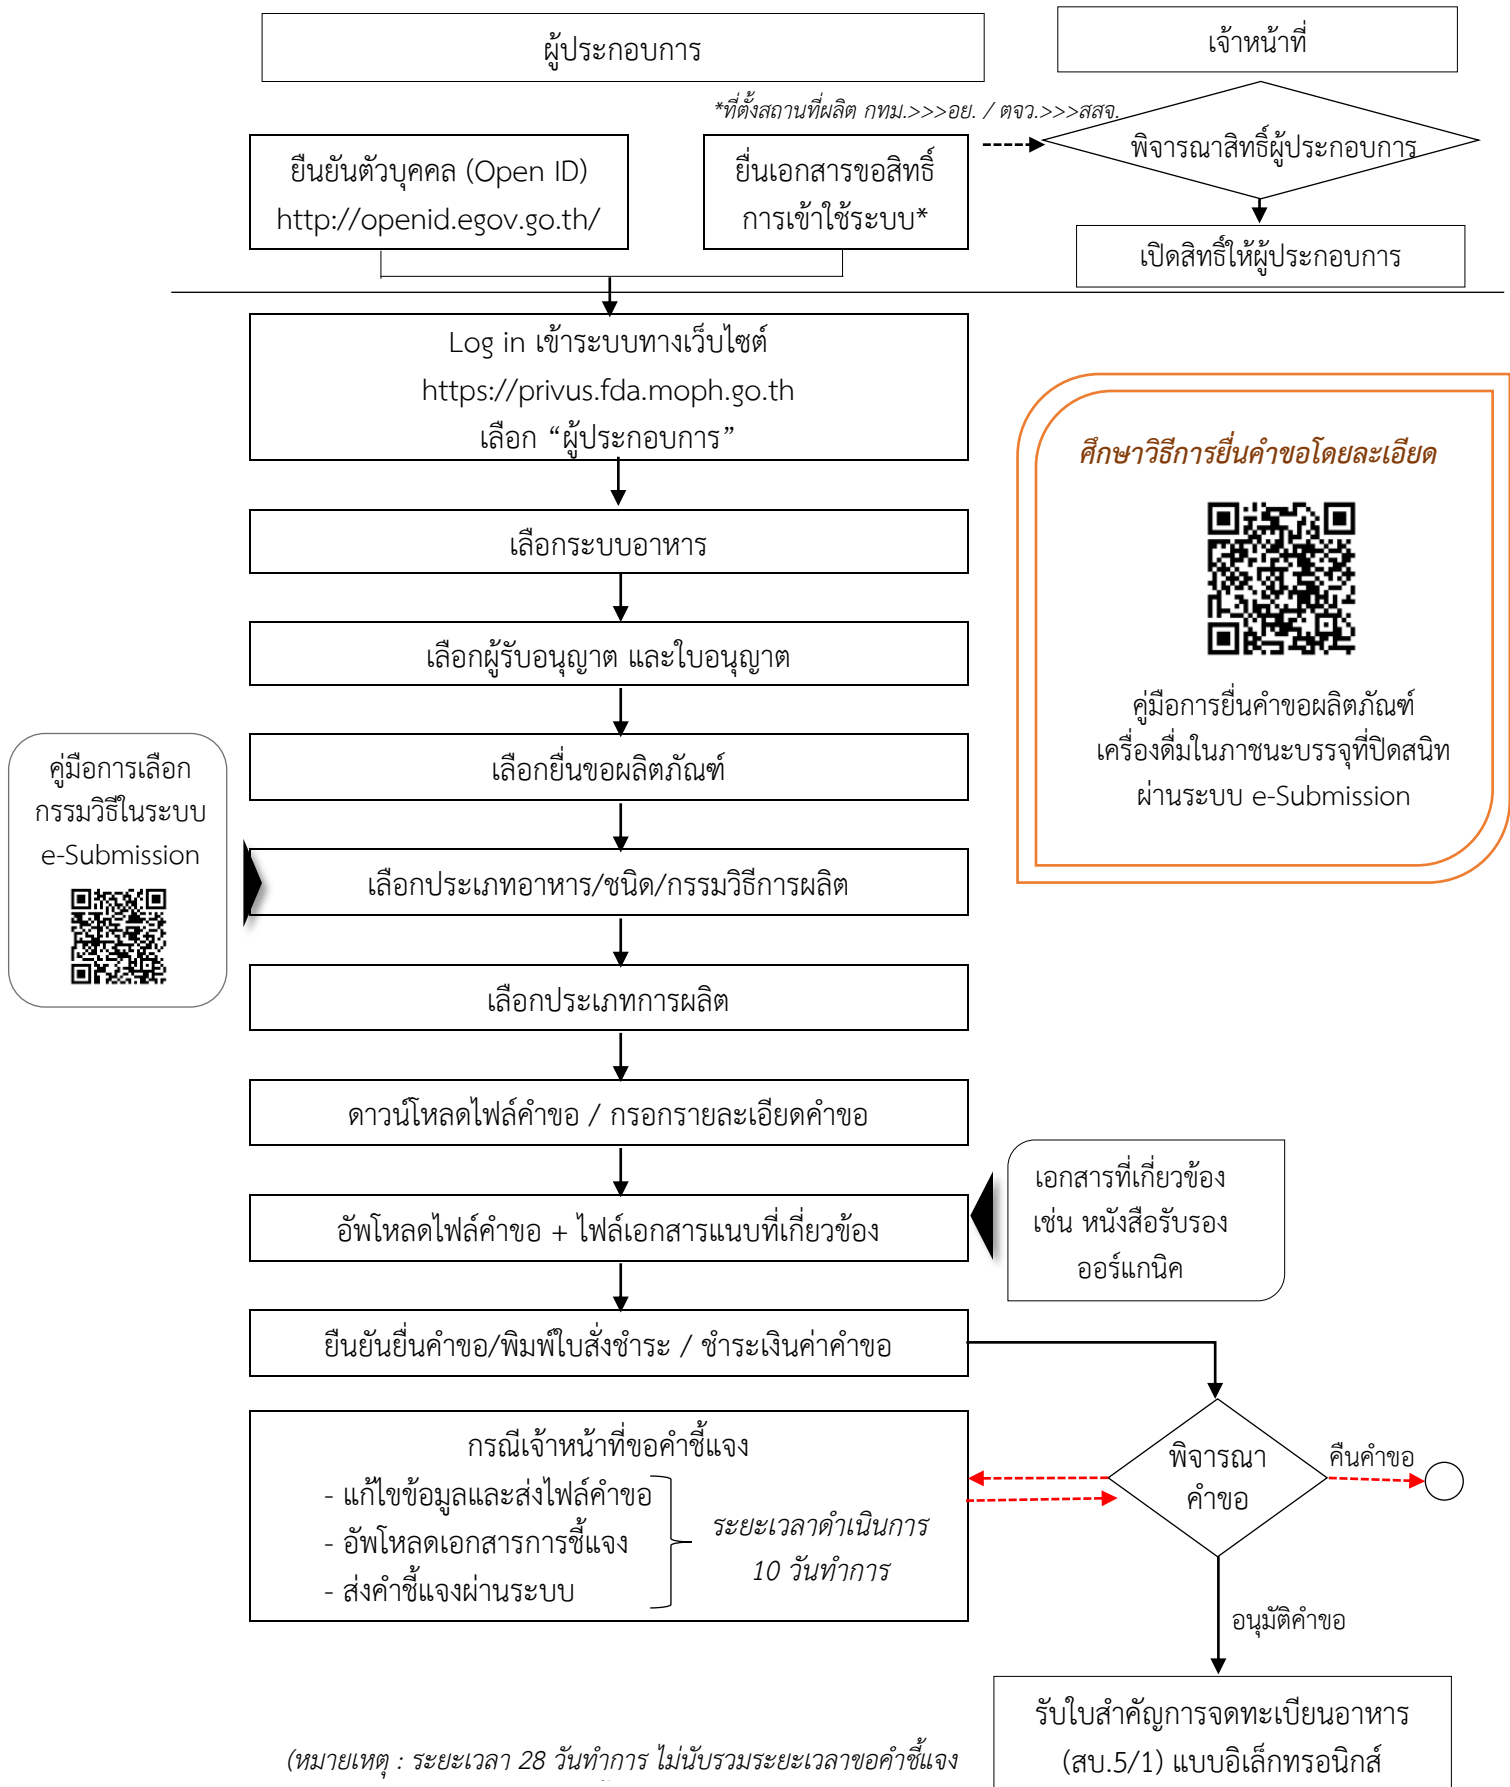 ผู้ประกอบการ
เจ้าหน้าที่
*ที่ตั้งสถานที่ผลิต กทม.>>>อย. / ตจว.>>>สสจ.
ยืนยันตัวบุคคล (Open ID)
http://openid.egov.go.th/
ยื่นเอกสารขอสิทธิ์
การเข้าใช้ระบบ*
พิจารณาสิทธิ์ผู้ประกอบการ
เปิดสิทธิ์ให้ผู้ประกอบการ
Log in เข้าระบบทางเว็บไซต์
https://privus.fda.moph.go.th
เลือก “ผู้ประกอบการ”
ศึกษาวิธีการยื่นคำขอโดยละเอียด
คู่มือการยื่นคำขอผลิตภัณฑ์
เครื่องดื่มในภาชนะบรรจุที่ปิดสนิท
ผ่านระบบ e-Submission
เลือกระบบอาหาร
เลือกผู้รับอนุญาต และใบอนุญาต
เลือกยื่นขอผลิตภัณฑ์
คู่มือการเลือก
กรรมวิธีในระบบ
e-Submission
เลือกประเภทอาหาร/ชนิด/กรรมวิธีการผลิต
เลือกประเภทการผลิต
ดาวน์โหลดไฟล์คำขอ / กรอกรายละเอียดคำขอ
อัพโหลดไฟล์คำขอ + ไฟล์เอกสารแนบที่เกี่ยวข้อง
เอกสารที่เกี่ยวข้อง
เช่น หนังสือรับรอง
ออร์แกนิค
ยืนยันยื่นคำขอ/พิมพ์ใบสั่งชำระ / ชำระเงินค่าคำขอ
กรณีเจ้าหน้าที่ขอคำชี้แจง
- แก้ไขข้อมูลและส่งไฟล์คำขอ
- อัพโหลดเอกสารการชี้แจง
- ส่งคำชี้แจงผ่านระบบ
ระยะเวลาดำเนินการ
10 วันทำการ
พิจารณา
คำขอ
คืนคำขอ
อนุมัติคำขอ
รับใบสำคัญการจดทะเบียนอาหาร
(สบ.5/1) แบบอิเล็กทรอนิกส์
(หมายเหตุ : ระยะเวลา 28 วันทำการ ไม่นับรวมระยะเวลาขอคำชี้แจง